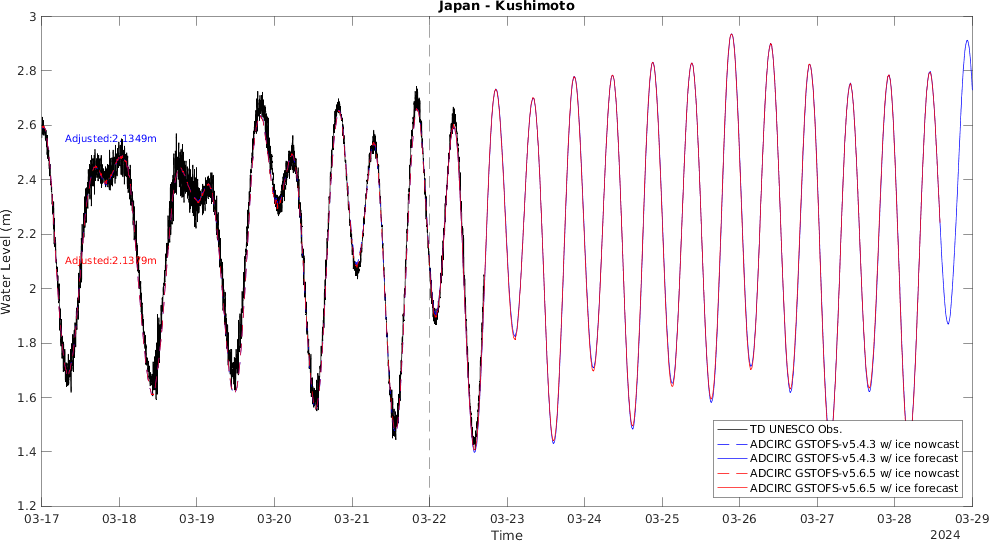 Japan - Kushimoto
Water Level (m)
3
2.8
2.6
2.4
2.2
2
1.8
1.6
1.4
1.2
Adjusted:2.1349m
Adjusted:2.1379m
TD UNESCO Obs.
ADCIRC GSTOFS-v5.4.3 w/ ice nowcast
ADCIRC GSTOFS-v5.4.3 w/ ice forecast
ADCIRC GSTOFS-v5.6.5 w/ ice nowcast
ADCIRC GSTOFS-v5.6.5 w/ ice forecast
03-17 03-18 03-19 03-20 03-21 03-22 03-23 03-24 03-25 03-26 03-27 03-28 03-29
Time
2024